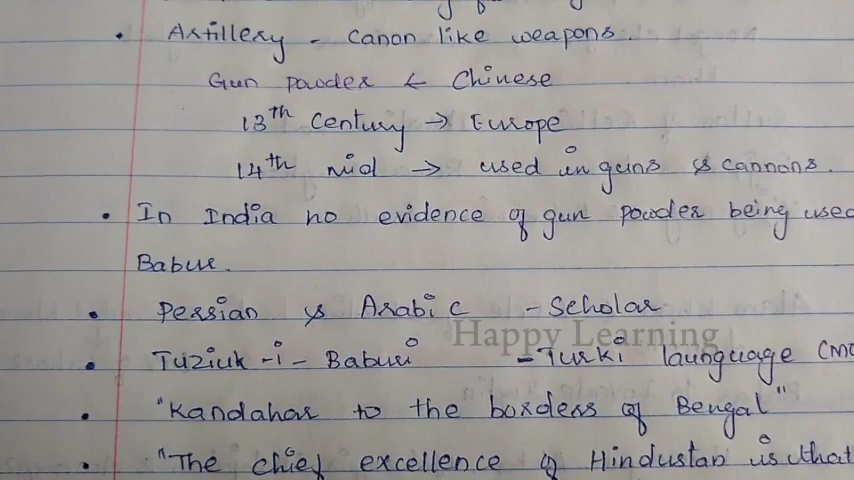 • Artillery - Canon like weapons.
Gun powder ← Chinese
13th Century → Europe
14th mid → used in guns & cannons.
• In India no evidence of gun powder being used
Babur.
• Persian & Arabic - Scholar
Happy Learning
• Tuziuk-i-Baburi - Turki launguage
• "Kandahar to the borders of Bengal"
• "The chief excellence of Hindustan is that